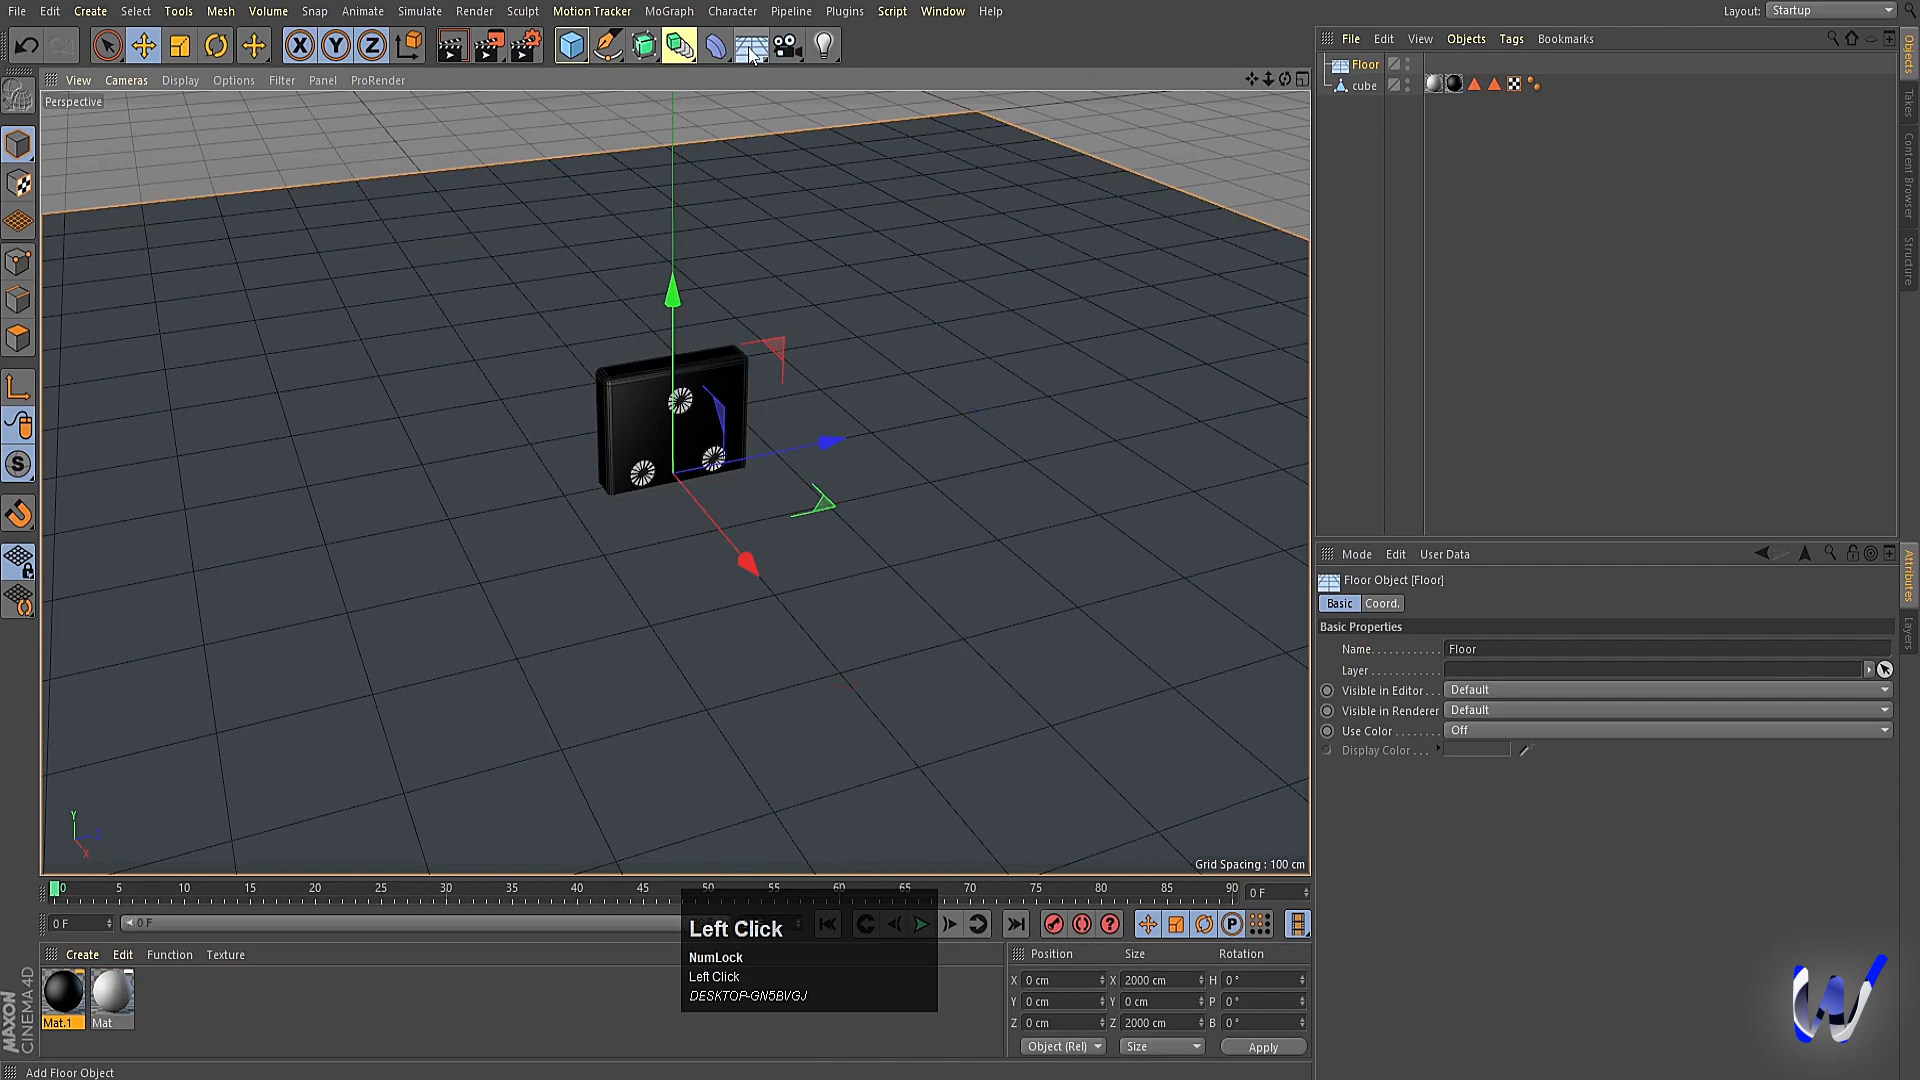 File Edit Create Select Tools Mesh Volume Snap Animate Simulate Render Sculpt Motion Tracker MoGraph Character Pipeline Plugins Script Window Help
Layout: Startup
X Y Z
File Edit View Objects Tags Bookmarks
Floor
cube
View Cameras Display Options Filter Panel ProRender
Perspective
Objects
Takes
Content Browser
Structure
S
Y
X
Grid Spacing : 100 cm
Mode Edit User Data
Floor Object [Floor]
Basic Coord.
Basic Properties
Name Floor
Layer
Visible in Editor Default
Visible in Renderer Default
Use Color Off
Display Color
Attributes
Layers
0 5 10 15 20 25 30 35 40 45 50 55 60 65 70 75 80 85 90 0 F
0 F 0 F
P
Left Click
NumLock
Left Click
DESKTOP-GN5BVGJ
Create Edit Function Texture
Mat.1 Mat
Position Size Rotation
X 0 cm X 2000 cm H 0 °
Y 0 cm Y 0 cm P 0 °
Z 0 cm Z 2000 cm B 0 °
Object (Rel) Size Apply
MAXON
CINEMA 4D
Add Floor Object
W